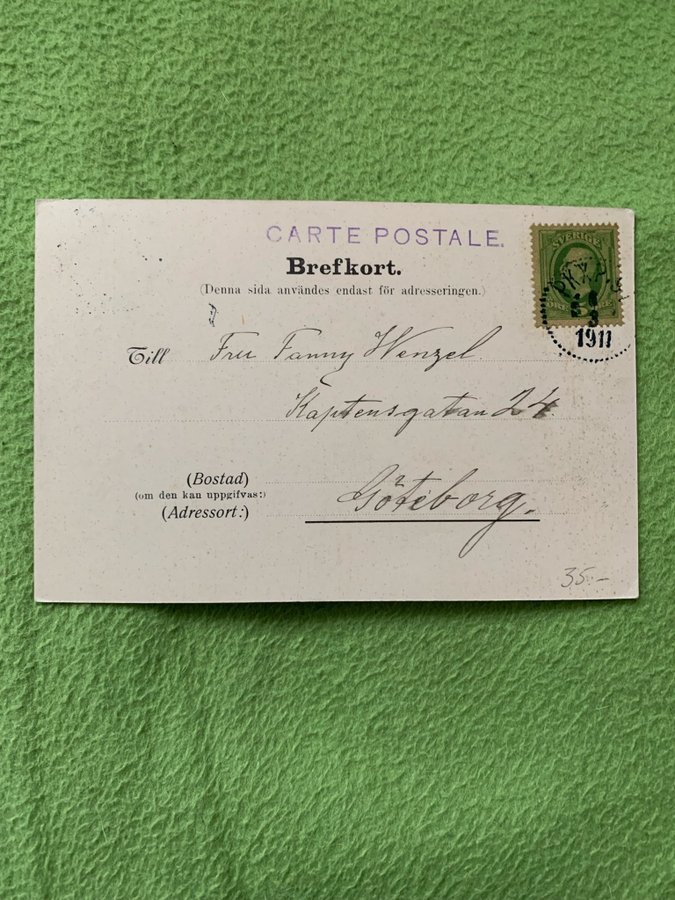 CARTE POSTALE.
Brefkort.
(Denna sida användes endast för adresseringen.)
SVERIGE
1911
Till Fru Fanny Wenzel
Kaptensgatan 24
(Bostad)
(om den kan uppgifvas:)
(Adressort:) Göteborg.
35:-